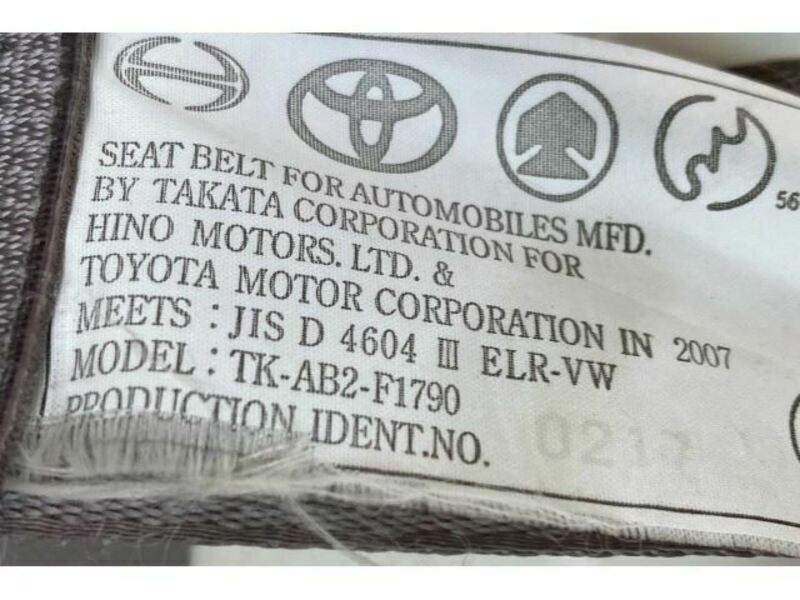 56
SEAT BELT FOR AUTOMOBILES MFD.
BY TAKATA CORPORATION FOR
HINO MOTORS. LTD. &
TOYOTA MOTOR CORPORATION IN 2007
MEETS : JIS D 4604 Ⅲ ELR-VW
MODEL : TK-AB2-F1790
PRODUCTION IDENT.NO.